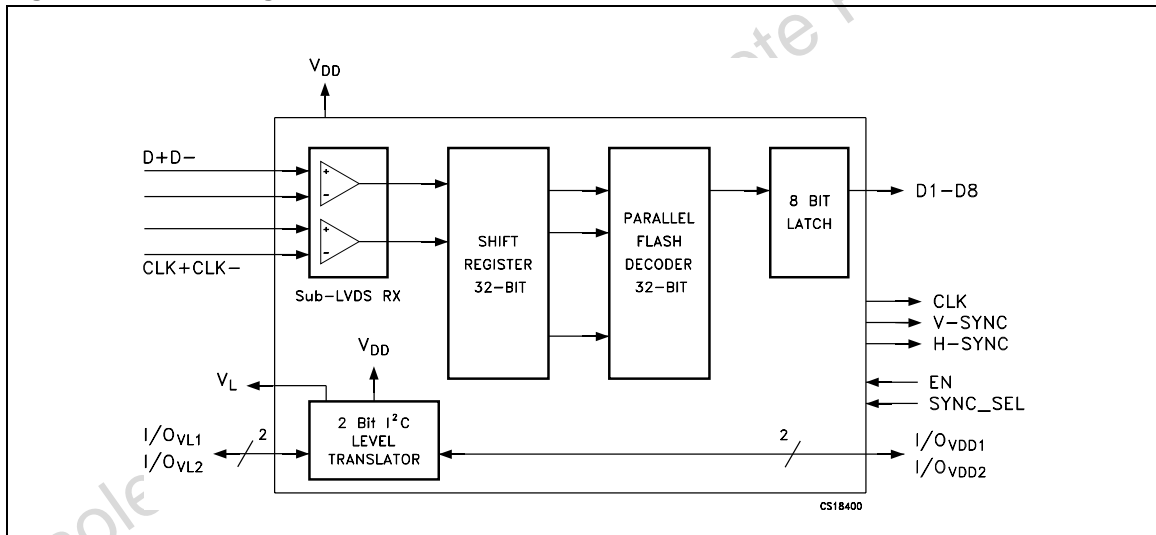 V_DD
D+D-
CLK+CLK-
Sub-LVDS RX
SHIFT
REGISTER
32-BIT
PARALLEL
FLASH
DECODER
32-BIT
8 BIT
LATCH
D1-D8
CLK
V-SYNC
H-SYNC
EN
SYNC_SEL
V_DD
V_L
2 Bit I²C
LEVEL
TRANSLATOR
I/O_VL1
I/O_VL2
2
2
I/O_VDD1
I/O_VDD2
CS18400